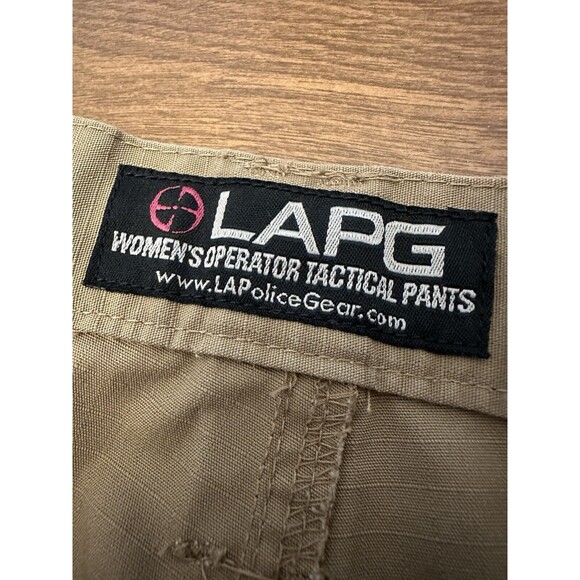 LAPG
WOMEN'S OPERATOR TACTICAL PANTS
www.LAPoliceGear.com